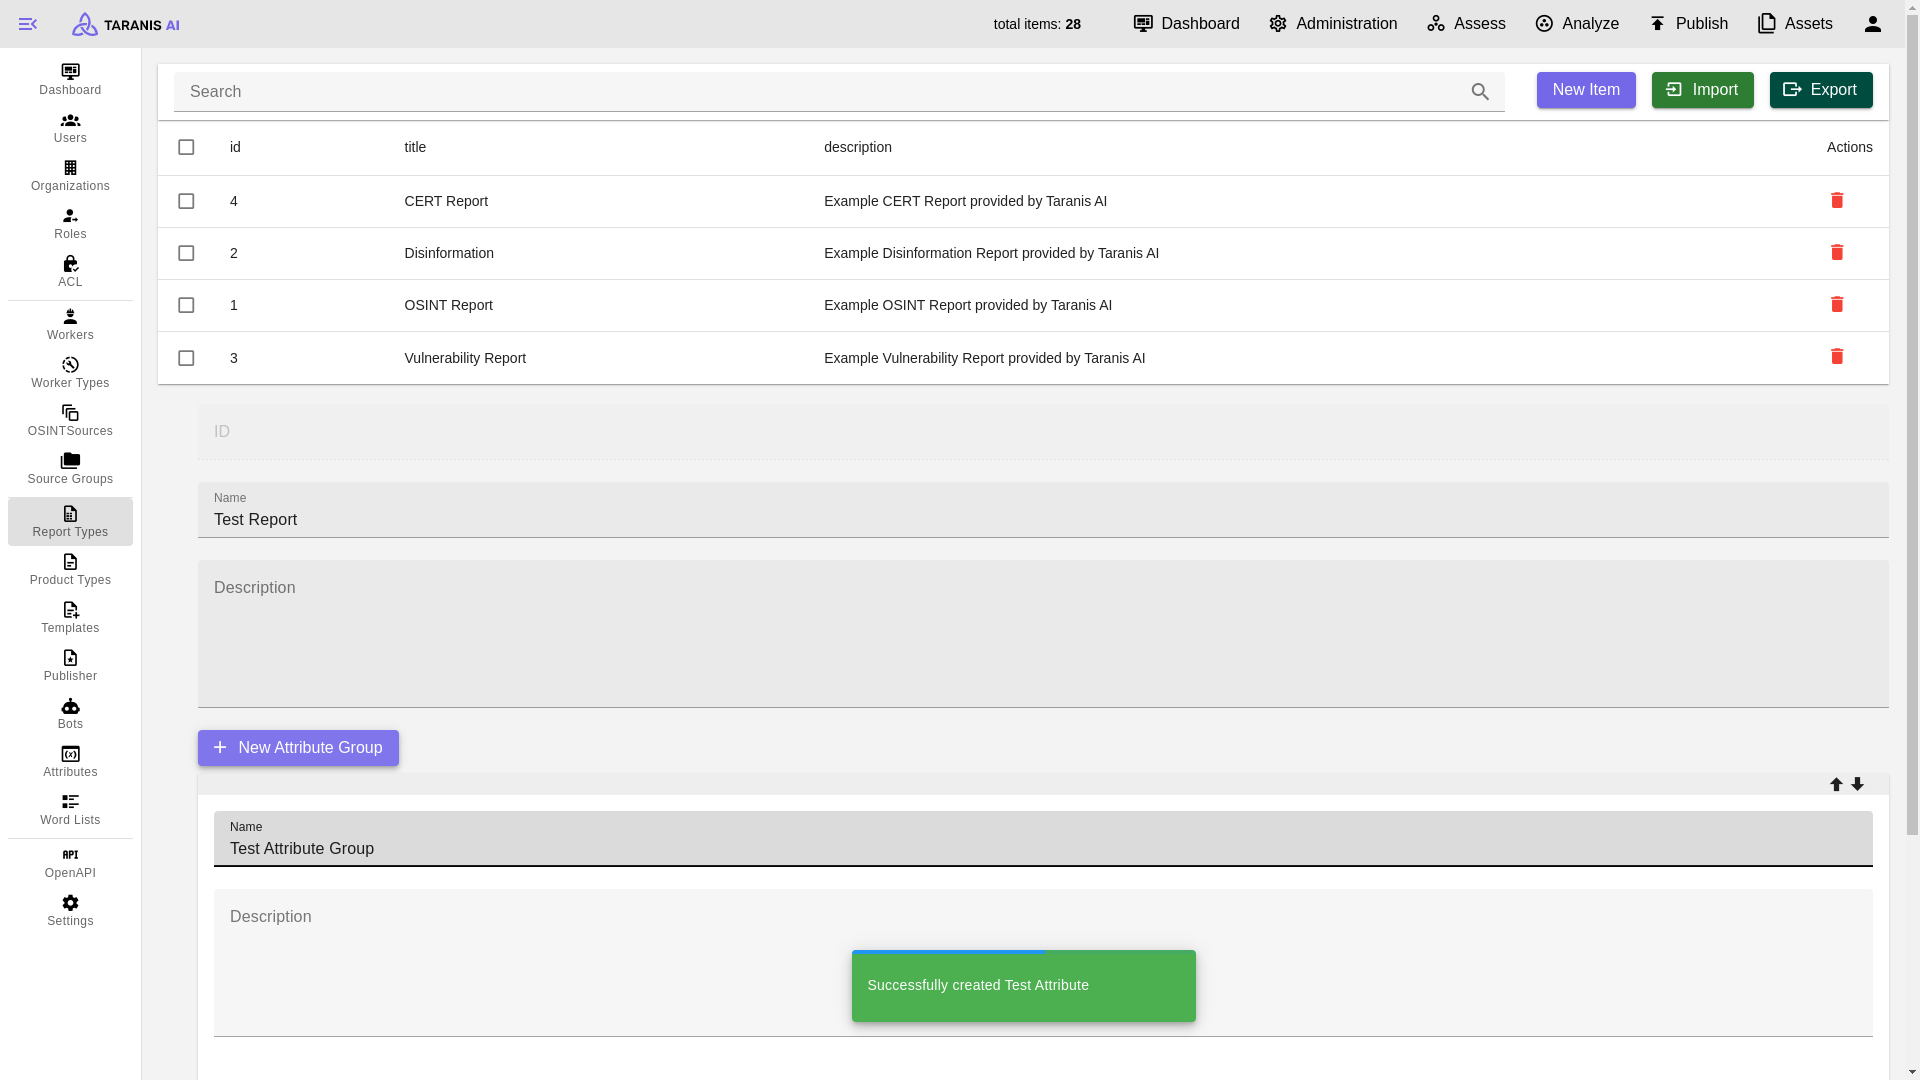 TARANIS AI
total items: 28
Dashboard
Administration
Assess
Analyze
Publish
Assets
Dashboard
Users
Organizations
Roles
ACL
Workers
Worker Types
OSINTSources
Source Groups
Report Types
Product Types
Templates
Publisher
Bots
Attributes
Word Lists
API
OpenAPI
Settings
Search
New Item
Import
Export
id title description Actions
4 CERT Report Example CERT Report provided by Taranis AI
2 Disinformation Example Disinformation Report provided by Taranis AI
1 OSINT Report Example OSINT Report provided by Taranis AI
3 Vulnerability Report Example Vulnerability Report provided by Taranis AI
ID
Name
Test Report
Description
New Attribute Group
Name
Test Attribute Group
Description
Successfully created Test Attribute